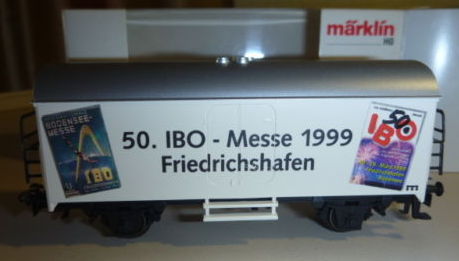 märklin
HO
BODENSEE-
MESSE
IBO
50. IBO - Messe 1999
Friedrichshafen
50
IBO